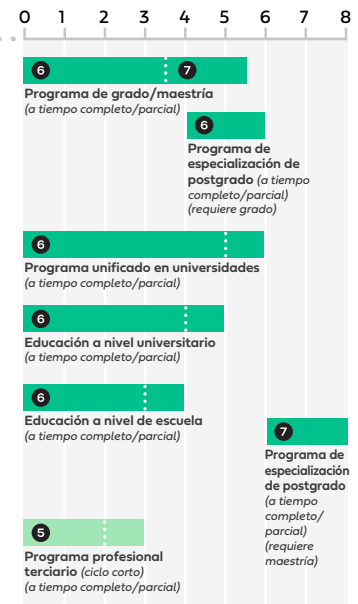 0 1 2 3 4 5 6 7 8
6 7
Programa de grado/maestría
(a tiempo completo/parcial)
6
Programa de
especialización de
postgrado (a tiempo
completo/parcial)
(requiere grado)
6
Programa unificado en universidades
(a tiempo completo/parcial)
6
Educación a nivel universitario
(a tiempo completo/parcial)
6
Educación a nivel de escuela
(a tiempo completo/parcial)
7
Programa de
especialización
de postgrado
(a tiempo
completo/
parcial)
(requiere
maestría)
5
Programa profesional
terciario (ciclo corto)
(a tiempo completo/parcial)